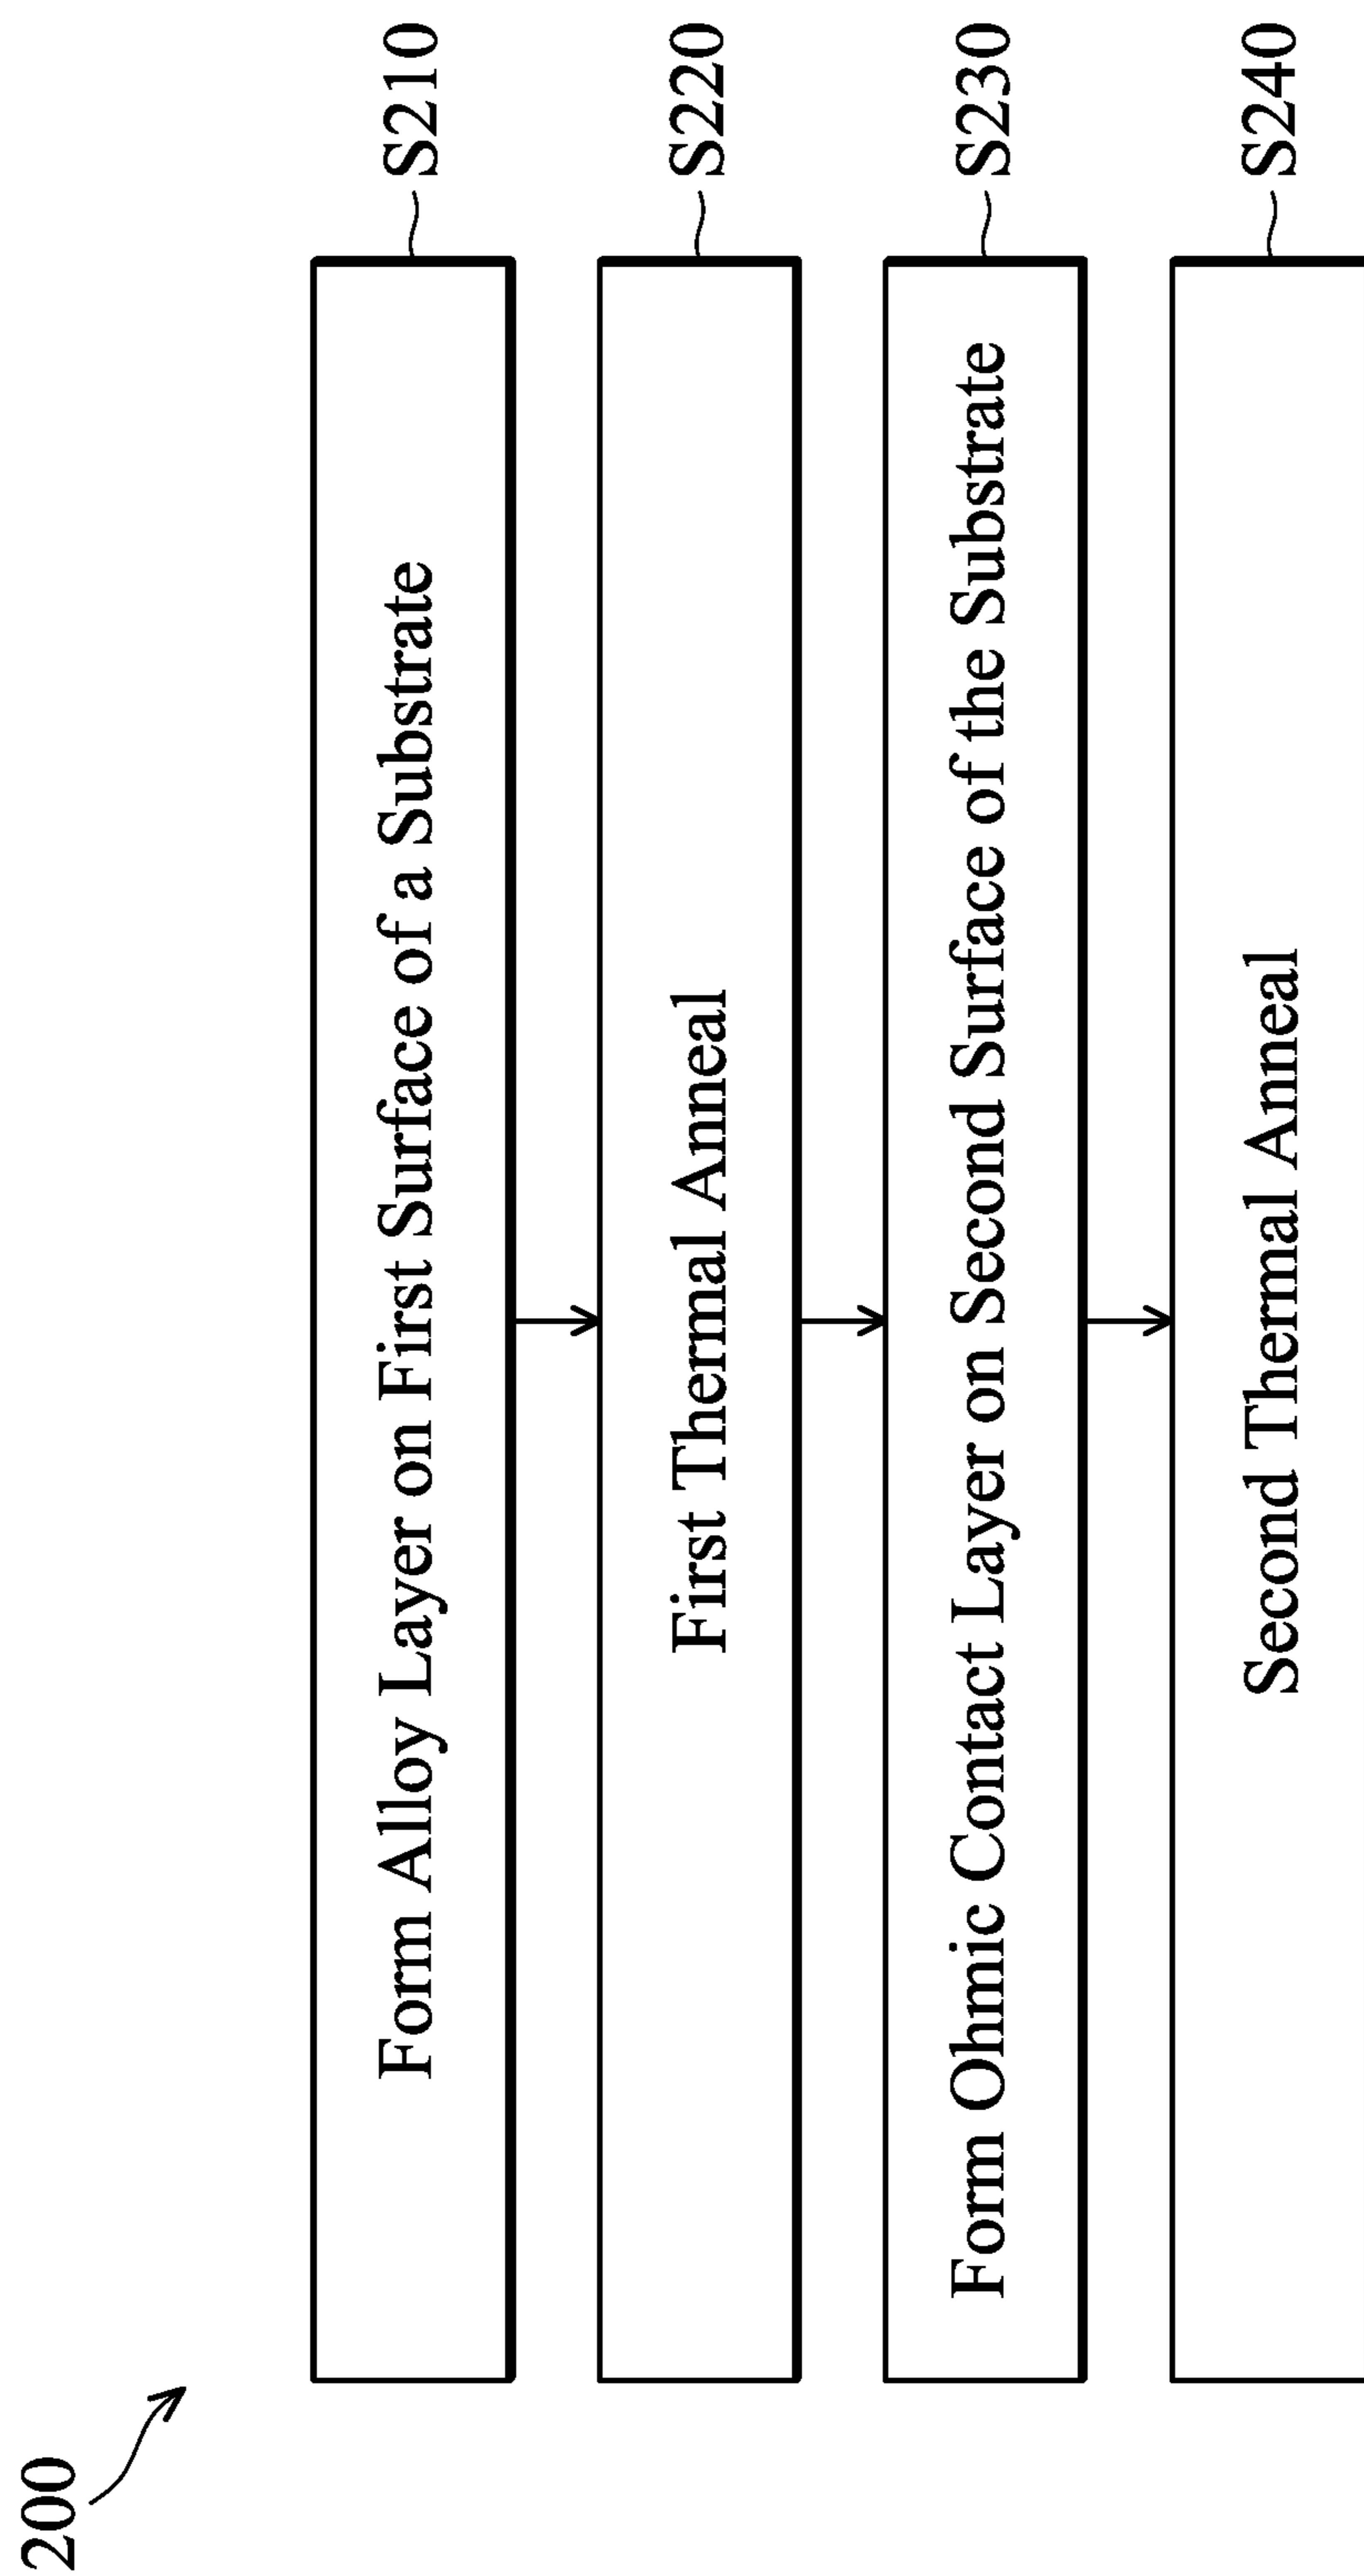 200
Form Alloy Layer on First Surface of a Substrate
S210
First Thermal Anneal
S220
Form Ohmic Contact Layer on Second Surface of the Substrate
S230
Second Thermal Anneal
S240